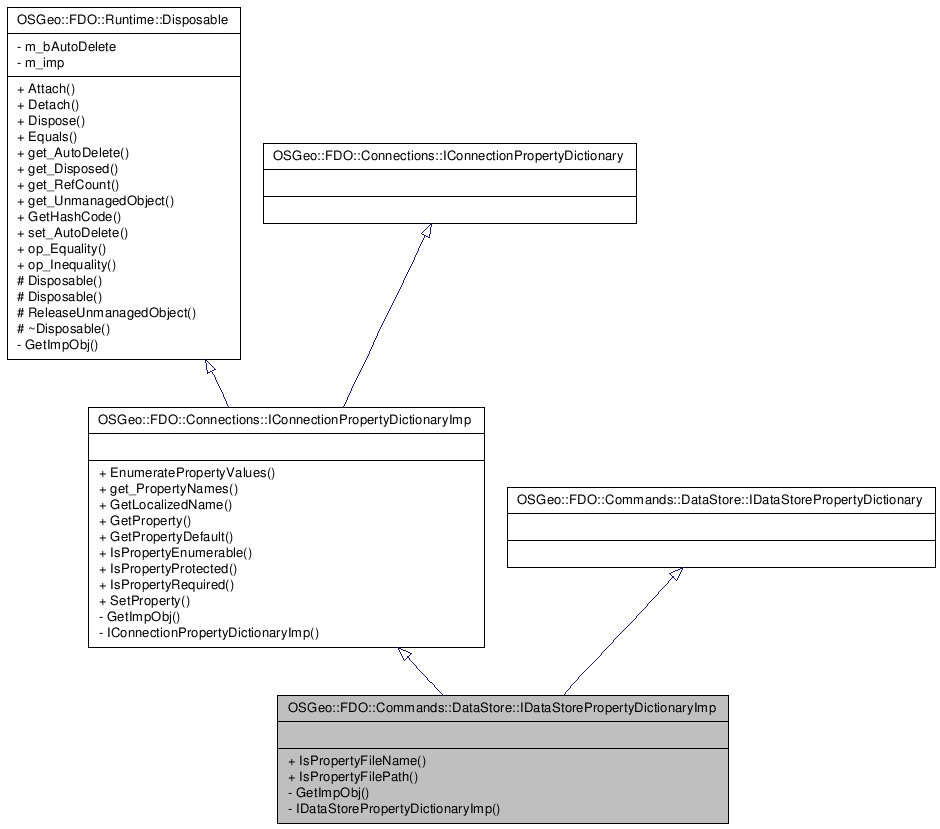 OSGeo::FDO::Runtime::Disposable
- m_bAutoDelete
- m_imp
+ Attach()
+ Detach()
+ Dispose()
+ Equals()
+ get_AutoDelete()
+ get_Disposed()
+ get_RefCount()
+ get_UnmanagedObject()
+ GetHashCode()
+ set_AutoDelete()
+ op_Equality()
+ op_Inequality()
# Disposable()
# Disposable()
# ReleaseUnmanagedObject()
# ~Disposable()
- GetImpObj()
OSGeo::FDO::Connections::IConnectionPropertyDictionary
OSGeo::FDO::Connections::IConnectionPropertyDictionaryImp
+ EnumeratePropertyValues()
+ get_PropertyNames()
+ GetLocalizedName()
+ GetProperty()
+ GetPropertyDefault()
+ IsPropertyEnumerable()
+ IsPropertyProtected()
+ IsPropertyRequired()
+ SetProperty()
- GetImpObj()
- IConnectionPropertyDictionaryImp()
OSGeo::FDO::Commands::DataStore::IDataStorePropertyDictionary
OSGeo::FDO::Commands::DataStore::IDataStorePropertyDictionaryImp
+ IsPropertyFileName()
+ IsPropertyFilePath()
- GetImpObj()
- IDataStorePropertyDictionaryImp()